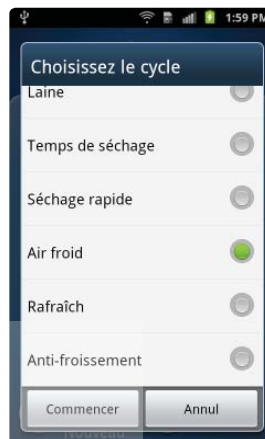 1:59 PM
Choisissez le cycle
Laine
Temps de séchage
Séchage rapide
Air froid
Rafraîch
Anti-froissement
Commencer Annul
Nouveau